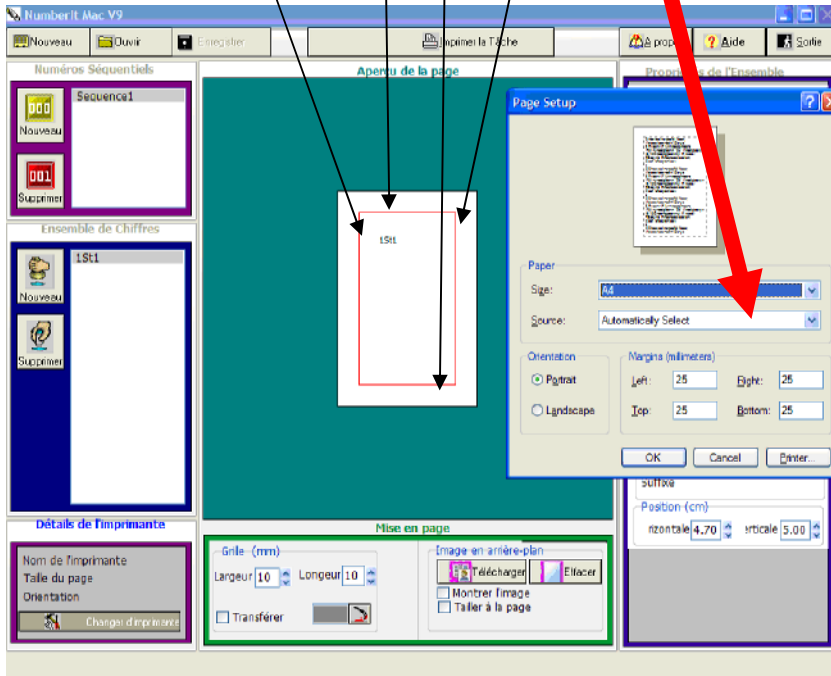 NumberIt Mac V9
Nouveau Ouvir Enregistrer Imprimer la Tâche A propos Aide Sortie
Numéros Séquentiels
Nouveau
Supprimer
Sequence1
Ensemble de Chiffres
Nouveau
Supprimer
1St1
Détails de l'imprimante
Nom de l'imprimante
Taille du page
Orientation
Changer d'imprimante
Aperçu de la page
1St1
Mise en page
Grille (mm)
Largeur 10 Longeur 10
Transférer
Image en arrière-plan
Télécharger Effacer
Montrer l'image
Tailer à la page
de l'Ensemble
Page Setup
Paper
Size: A4
Source: Automatically Select
Orientation
Portrait
Landscape
Margins (milimeters)
Left: 25 Right: 25
Top: 25 Bottom: 25
OK Cancel Printer...
Suffixe
Position (cm)
rizontale 4.70 erticale 5.00